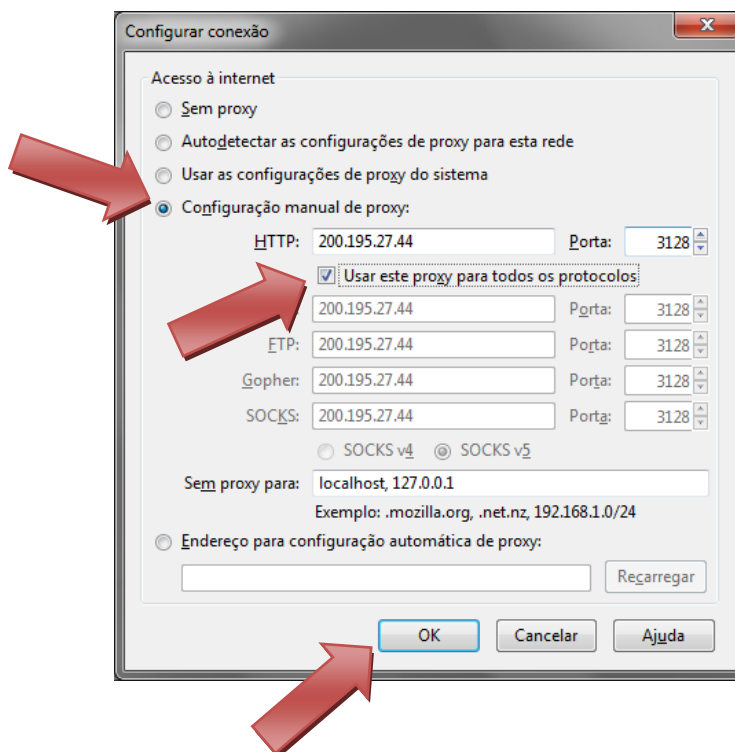 Configurar conexão
Acesso à internet
Sem proxy
Autodetectar as configurações de proxy para esta rede
Usar as configurações de proxy do sistema
Configuração manual de proxy:
HTTP: 200.195.27.44 Porta: 3128
Usar este proxy para todos os protocolos
200.195.27.44 Porta: 3128
FTP: 200.195.27.44 Porta: 3128
Gopher: 200.195.27.44 Porta: 3128
SOCKS: 200.195.27.44 Porta: 3128
SOCKS v4 SOCKS v5
Sem proxy para: localhost, 127.0.0.1
Exemplo: .mozilla.org, .net.nz, 192.168.1.0/24
Endereço para configuração automática de proxy:
Recarregar
OK Cancelar Ajuda